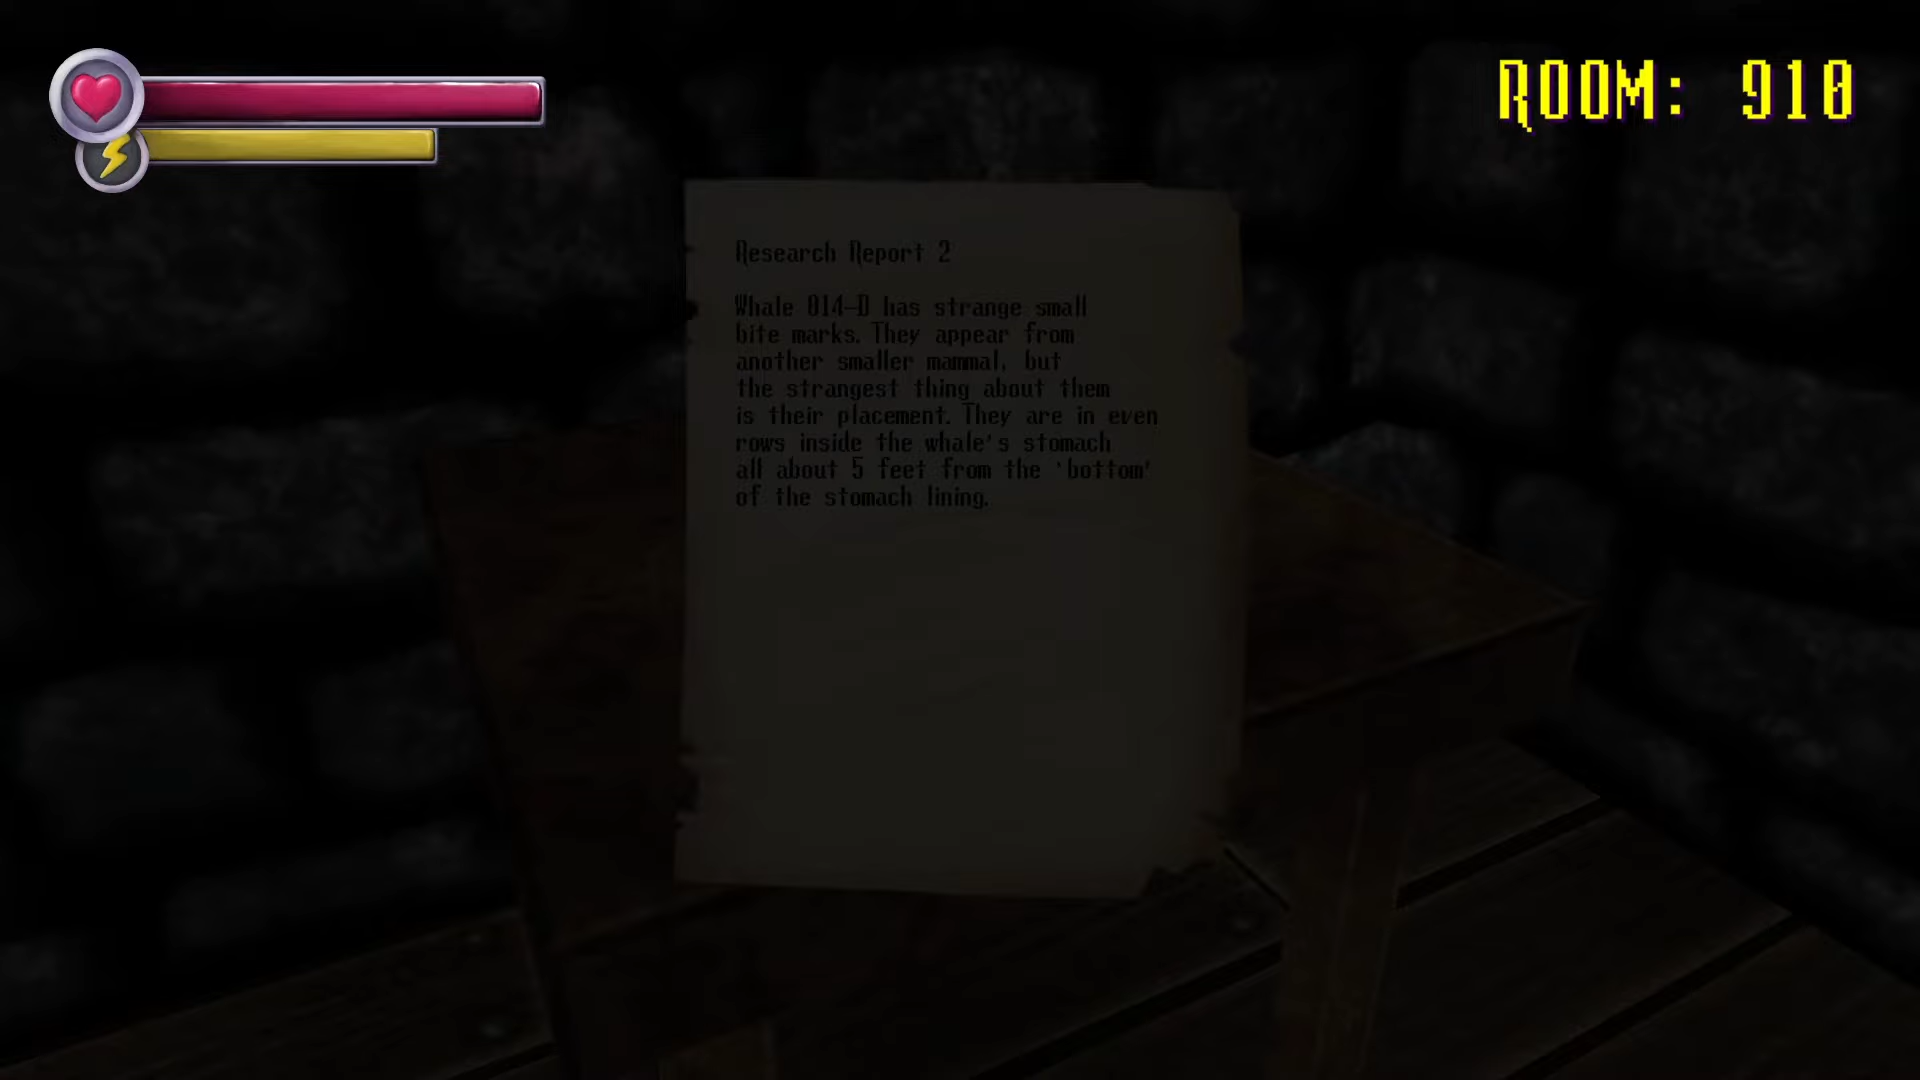 ROOM: 910
Research Report 2
Whale 014-D has strange small
bite marks. They appear from
another smaller mammal, but
the strangest thing about them
is their placement. They are in even
rows inside the whale's stomach
all about 5 feet from the 'bottom'
of the stomach lining.